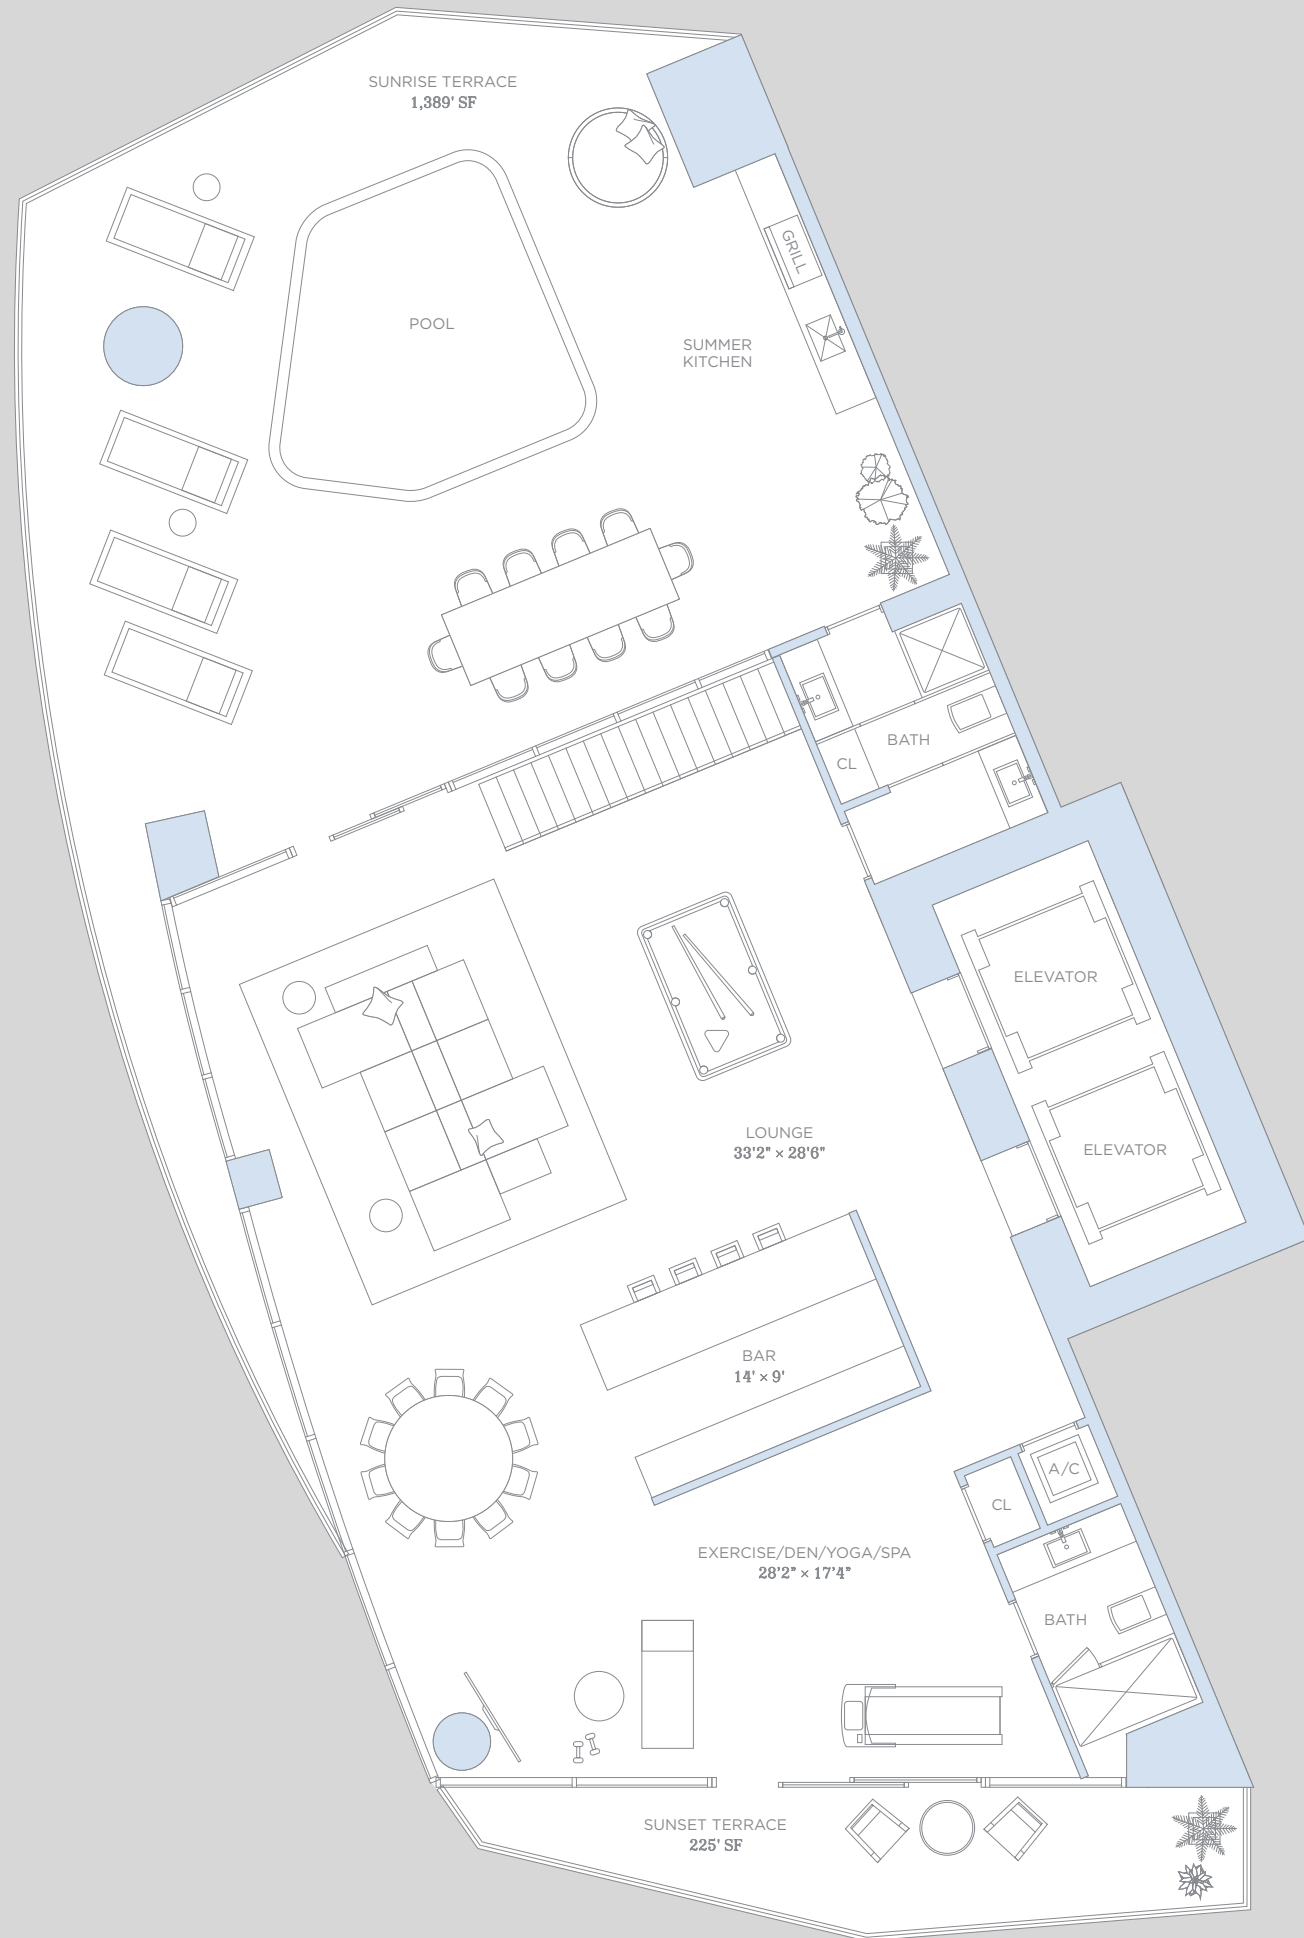 SUNRISE TERRACE
1,389' SF
GRILL
POOL
SUMMER
KITCHEN
BATH
CL
ELEVATOR
LOUNGE
33'2" × 28'6"
ELEVATOR
BAR
14' × 9'
A/C
CL
EXERCISE/DEN/YOGA/SPA
28'2" × 17'4"
BATH
SUNSET TERRACE
225' SF